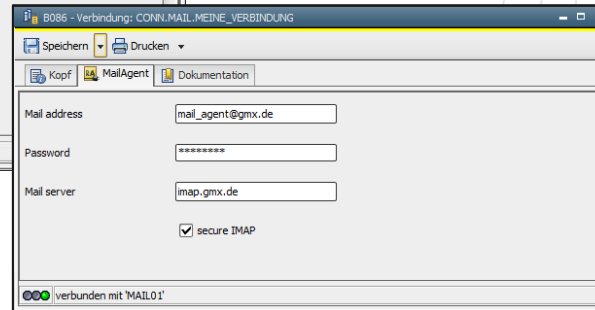 B086 - Verbindung: CONN.MAIL.MEINE_VERBINDUNG
Speichern Drucken
Kopf RA MailAgent Dokumentation
Mail address mail_agent@gmx.de
Password ********
Mail server imap.gmx.de
secure IMAP
verbunden mit 'MAIL01'